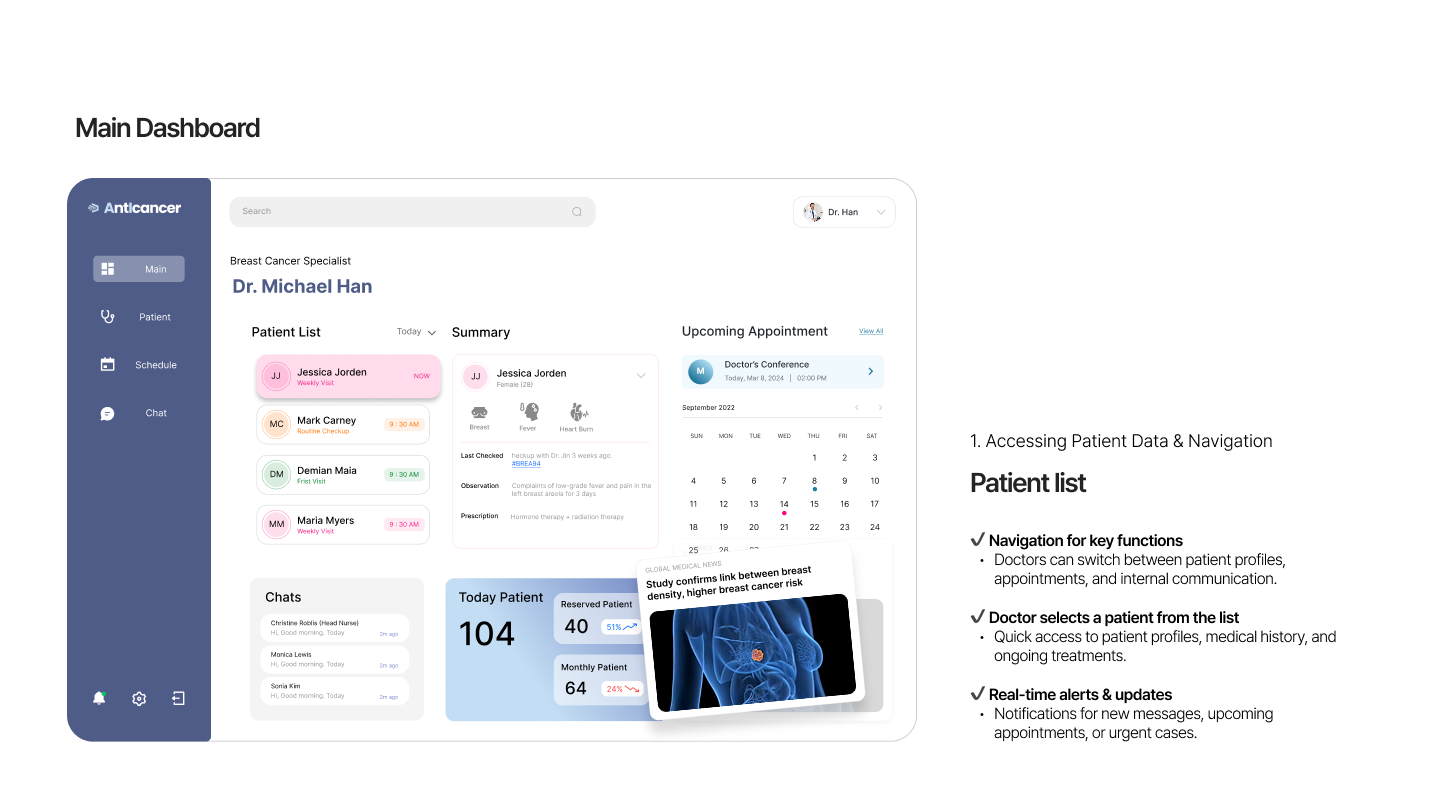 Main Dashboard
Anticancer
Main
Patient
Schedule
Chat
Search
Dr. Han
Breast Cancer Specialist
Dr. Michael Han
Patient List
Today
JJ
Jessica Jorden
Weekly Visit
NOW
MC
Mark Carney
Routine Checkup
9 : 30 AM
DM
Demian Maia
Frist Visit
9 : 30 AM
MM
Maria Myers
Weekly Visit
9 : 30 AM
Summary
JJ
Jessica Jorden
Female (28)
Breast
Fever
Heart Burn
Last Checked
heckup with Dr. Jin 3 weeks ago.
#BREA94
Observation
Complaints of low-grade fever and pain in the
left breast areola for 3 days
Prescription
Hormone therapy + radiation therapy
Upcoming Appointment
View All
M
Doctor's Conference
Today, Mar 8, 2024 | 02:00 PM
September 2022
SUN MON TUE WED THU FRI SAT
1 2 3
4 5 6 7 8 9 10
11 12 13 14 15 16 17
18 19 20 21 22 23 24
25 26
Chats
Christine Roblis (Head Nurse)
Hi, Good morning. Today
2m ago
Monica Lewis
Hi, Good morning. Today
2m ago
Sonia Kim
Hi, Good morning. Today
2m ago
Today Patient
104
Reserved Patient
40
51%
Monthly Patient
64
24%
GLOBAL MEDICAL NEWS
Study confirms link between breast
density, higher breast cancer risk
1. Accessing Patient Data & Navigation
Patient list
✔ Navigation for key functions
• Doctors can switch between patient profiles,
appointments, and internal communication.
✔ Doctor selects a patient from the list
• Quick access to patient profiles, medical history, and
ongoing treatments.
✔ Real-time alerts & updates
• Notifications for new messages, upcoming
appointments, or urgent cases.